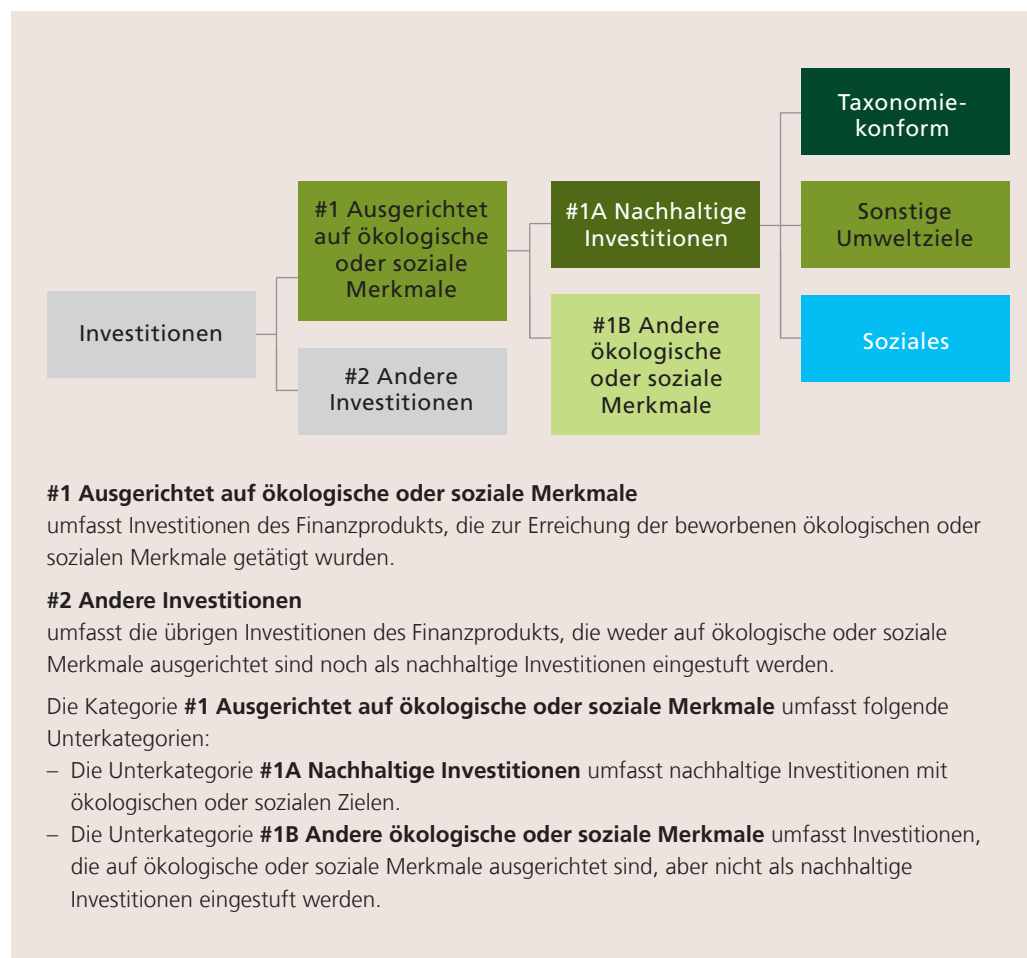 Taxonomie-
konform
#1 Ausgerichtet
auf ökologische
oder soziale
Merkmale
#1A Nachhaltige
Investitionen
Sonstige
Umweltziele
Investitionen
#2 Andere
Investitionen
#1B Andere
ökologische
oder soziale
Merkmale
Soziales
#1 Ausgerichtet auf ökologische oder soziale Merkmale
umfasst Investitionen des Finanzprodukts, die zur Erreichung der beworbenen ökologischen oder
sozialen Merkmale getätigt wurden.
#2 Andere Investitionen
umfasst die übrigen Investitionen des Finanzprodukts, die weder auf ökologische oder soziale
Merkmale ausgerichtet sind noch als nachhaltige Investitionen eingestuft werden.
Die Kategorie #1 Ausgerichtet auf ökologische oder soziale Merkmale umfasst folgende
Unterkategorien:
– Die Unterkategorie #1A Nachhaltige Investitionen umfasst nachhaltige Investitionen mit
ökologischen oder sozialen Zielen.
– Die Unterkategorie #1B Andere ökologische oder soziale Merkmale umfasst Investitionen,
die auf ökologische oder soziale Merkmale ausgerichtet sind, aber nicht als nachhaltige
Investitionen eingestuft werden.